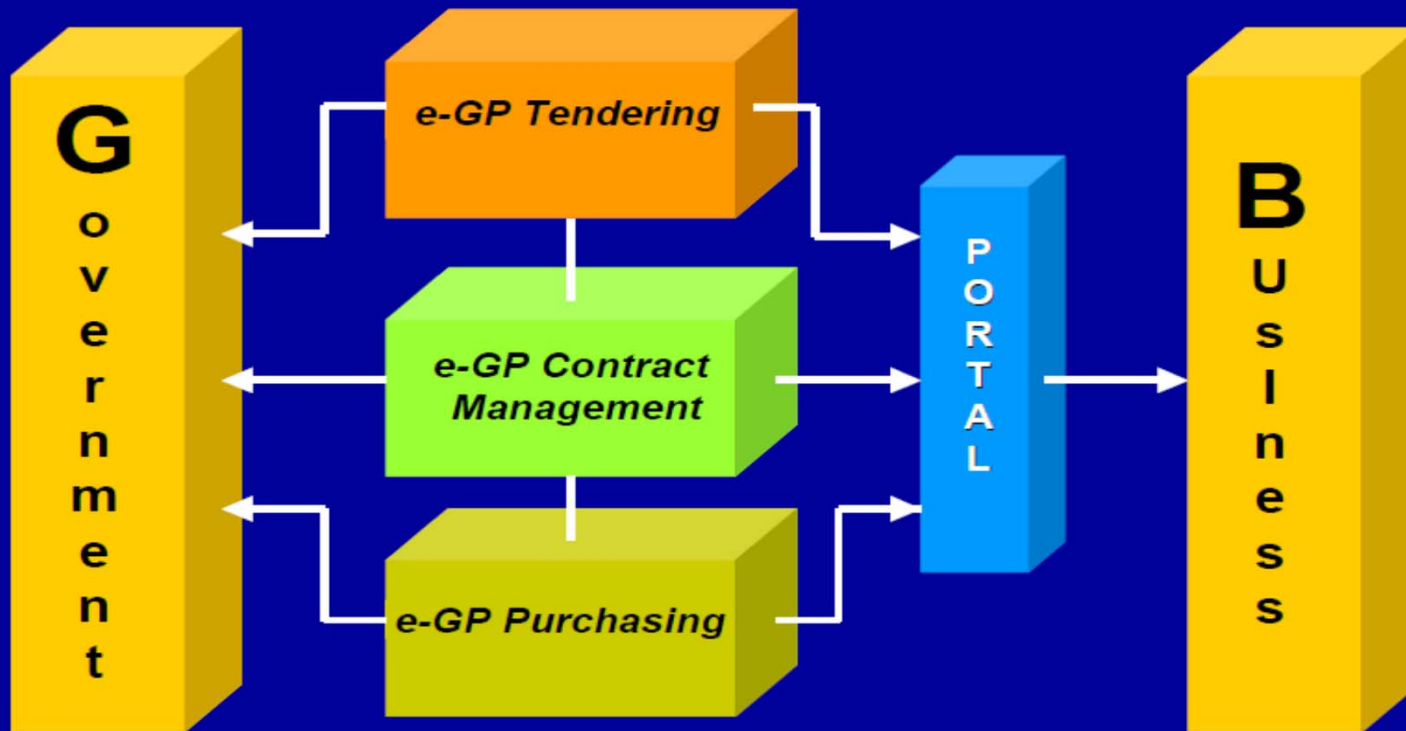 Government
e-GP Tendering
e-GP Contract
Management
e-GP Purchasing
PORTAL
BUsIness